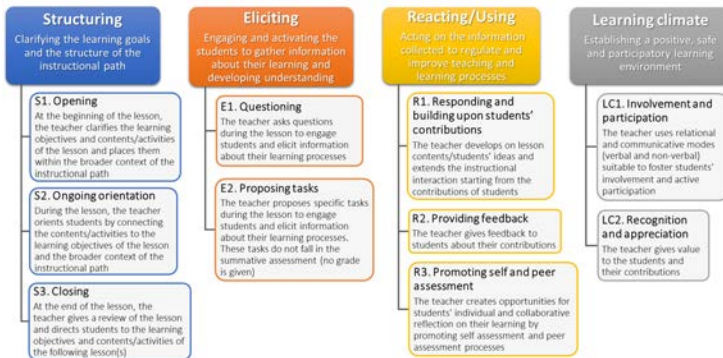 Structuring
Clarifying the learning goals
and the structure of the
instructional path
S1. Opening
At the beginning of the lesson,
the teacher clarifies the learning
objectives and contents/activities
of the lesson and places them
within the broader context of the
instructional path
S2. Ongoing orientation
During the lesson, the teacher
orients students by connecting
the contents/activities to the
learning objectives of the lesson
and the broader context of the
instructional path
S3. Closing
At the end of the lesson, the
teacher gives a review of the lesson
and directs students to the learning
objectives and contents/activities of
the following lesson(s)
Eliciting
Engaging and activating the
students to gather information
about their learning and
developing understanding
E1. Questioning
The teacher asks questions
during the lesson to engage
students and elicit information
about their learning processes
E2. Proposing tasks
The teacher proposes specific tasks
during the lesson to engage
students and elicit information
about their learning processes.
These tasks do not fall in the
summative assessment (no grade
is given)
Reacting/Using
Acting on the information
collected to regulate and
improve teaching and
learning processes
R1. Responding and
building upon students'
contributions
The teacher develops on lesson
contents/students' ideas and
extends the instructional
interaction starting from the
contributions of students
R2. Providing feedback
The teacher gives feedback to
students about their contributions
R3. Promoting self and peer
assessment
The teacher creates opportunities for
students' individual and collaborative
reflection on their learning by
promoting self assessment and peer
assessment processes
Learning climate
Establishing a positive, safe
and participatory learning
environment
LC1. Involvement and
participation
The teacher uses relational
and communicative modes
(verbal and non-verbal)
suitable to foster students'
involvement and active
participation
LC2. Recognition
and appreciation
The teacher gives value
to the students and
their contributions